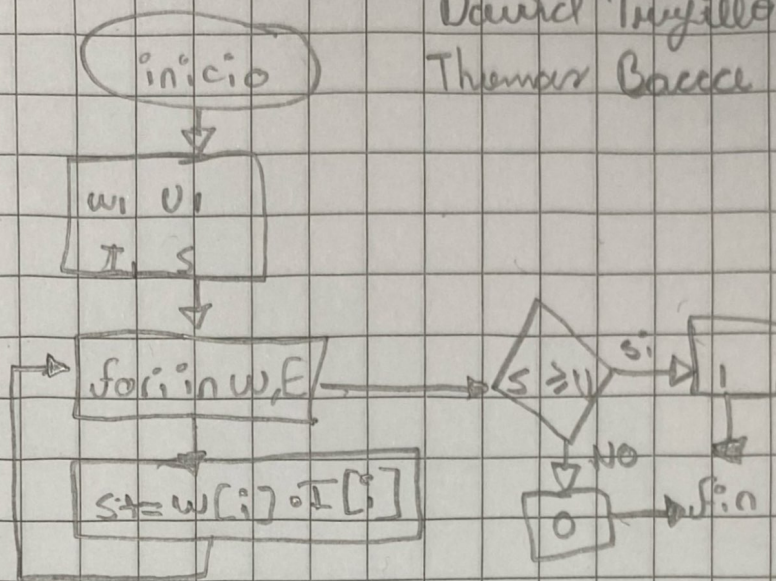 inicio
Thomas Bacca
w, U,
I, S
for i in w, E
S >= U
si
1
s += w[i] · I[i]
NO
0
fin